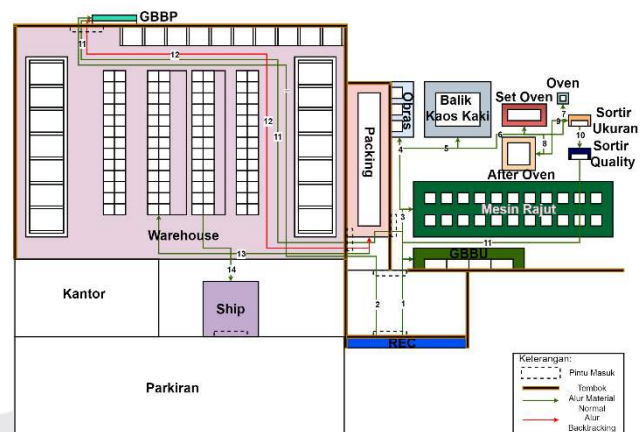 GBBP
11
12
12
11
Oven
Set Oven
7
Balik
Kaos Kaki
Obras
Sortir
Ukuran
6
9
10
4
5
8
Sortir
Quality
After Oven
Packing
Mesin Rajut
3
Warehouse
11
13
GBBU
14
Kantor
Ship
2
1
REC
Parkiran
Keterangan:
Pintu Masuk
Tembok
Alur Material
Normal
Alur
Backtracking